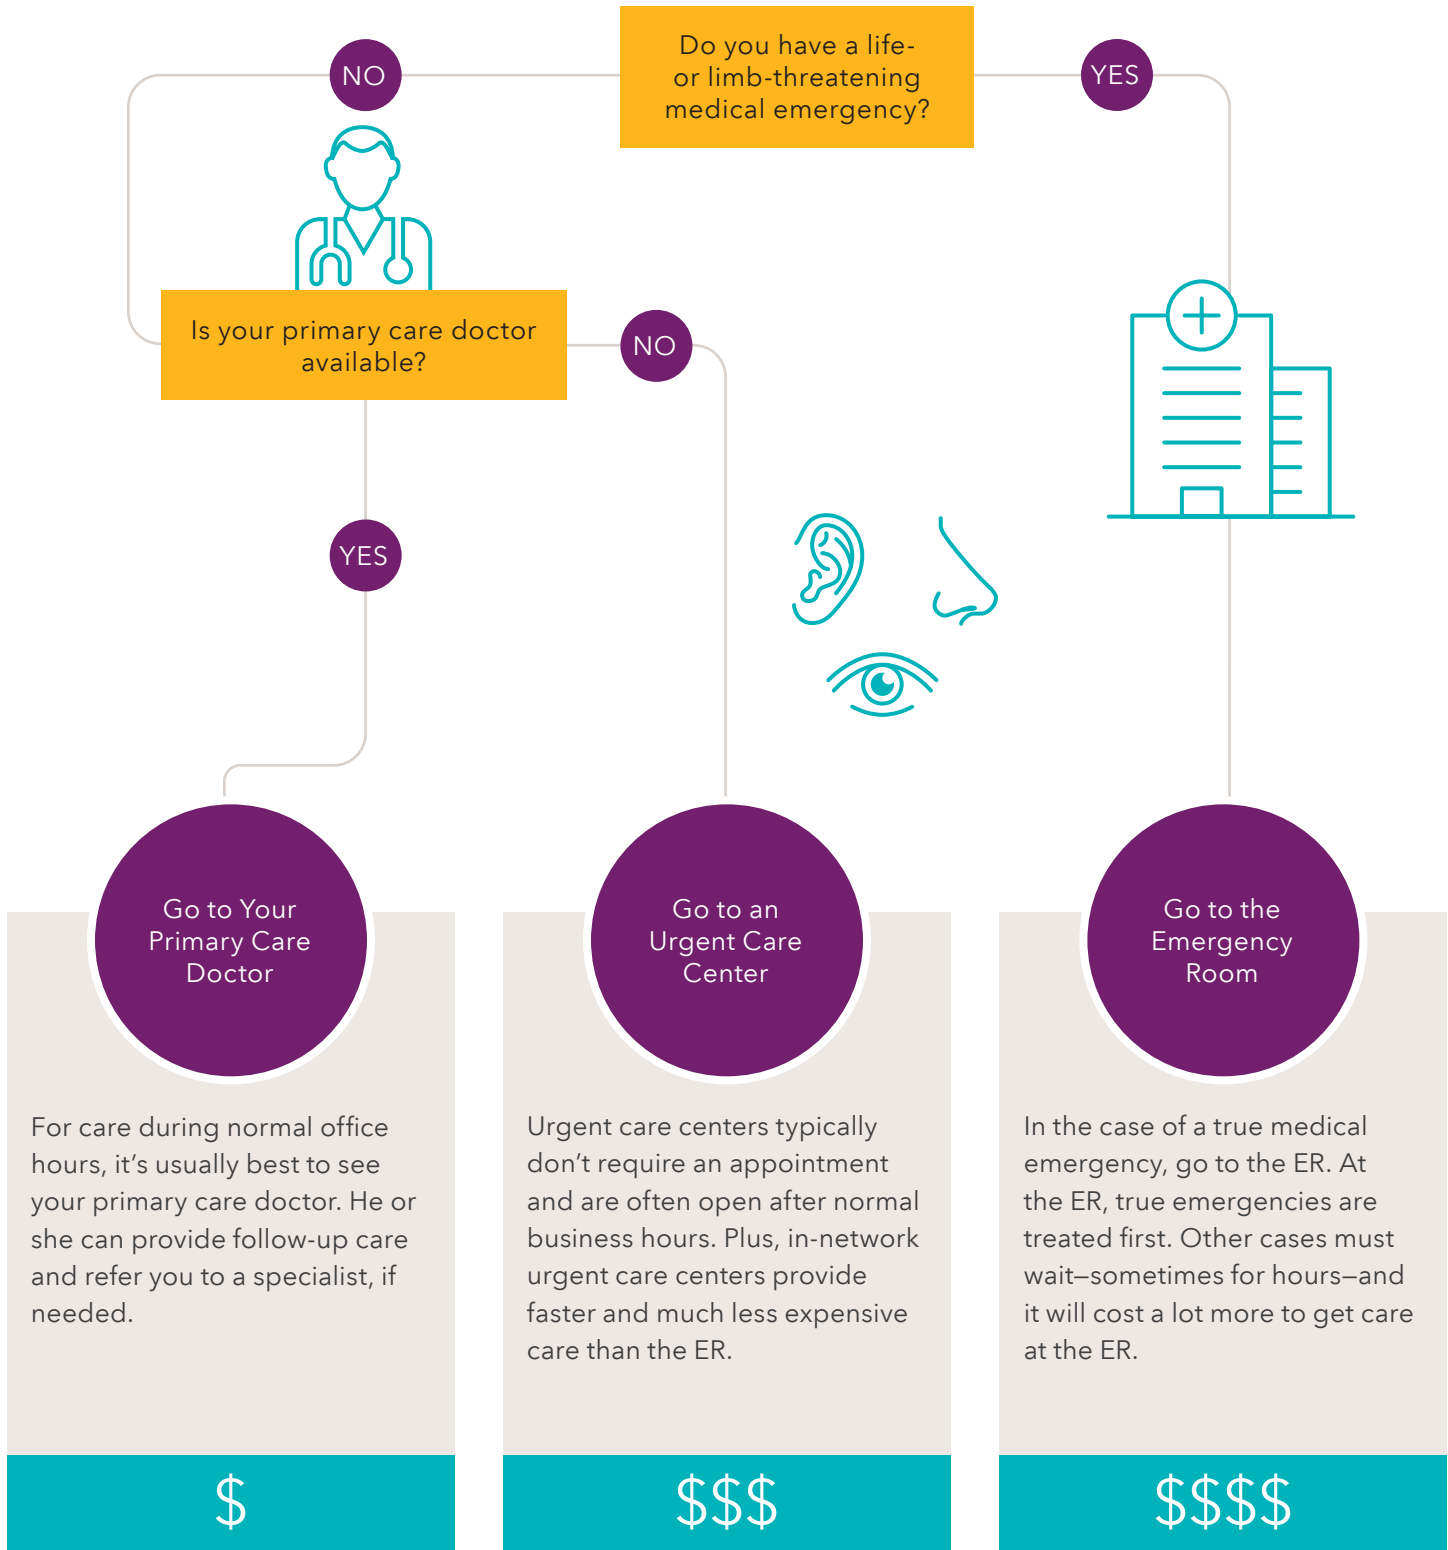 Do you have a life-
or limb-threatening
medical emergency?
NO
YES
Is your primary care doctor
available?
NO
YES
Go to Your
Primary Care
Doctor
For care during normal office
hours, it's usually best to see
your primary care doctor. He or
she can provide follow-up care
and refer you to a specialist, if
needed.
$
Go to an
Urgent Care
Center
Urgent care centers typically
don't require an appointment
and are often open after normal
business hours. Plus, in-network
urgent care centers provide
faster and much less expensive
care than the ER.
$$$
Go to the
Emergency
Room
In the case of a true medical
emergency, go to the ER. At
the ER, true emergencies are
treated first. Other cases must
wait—sometimes for hours—and
it will cost a lot more to get care
at the ER.
$$$$